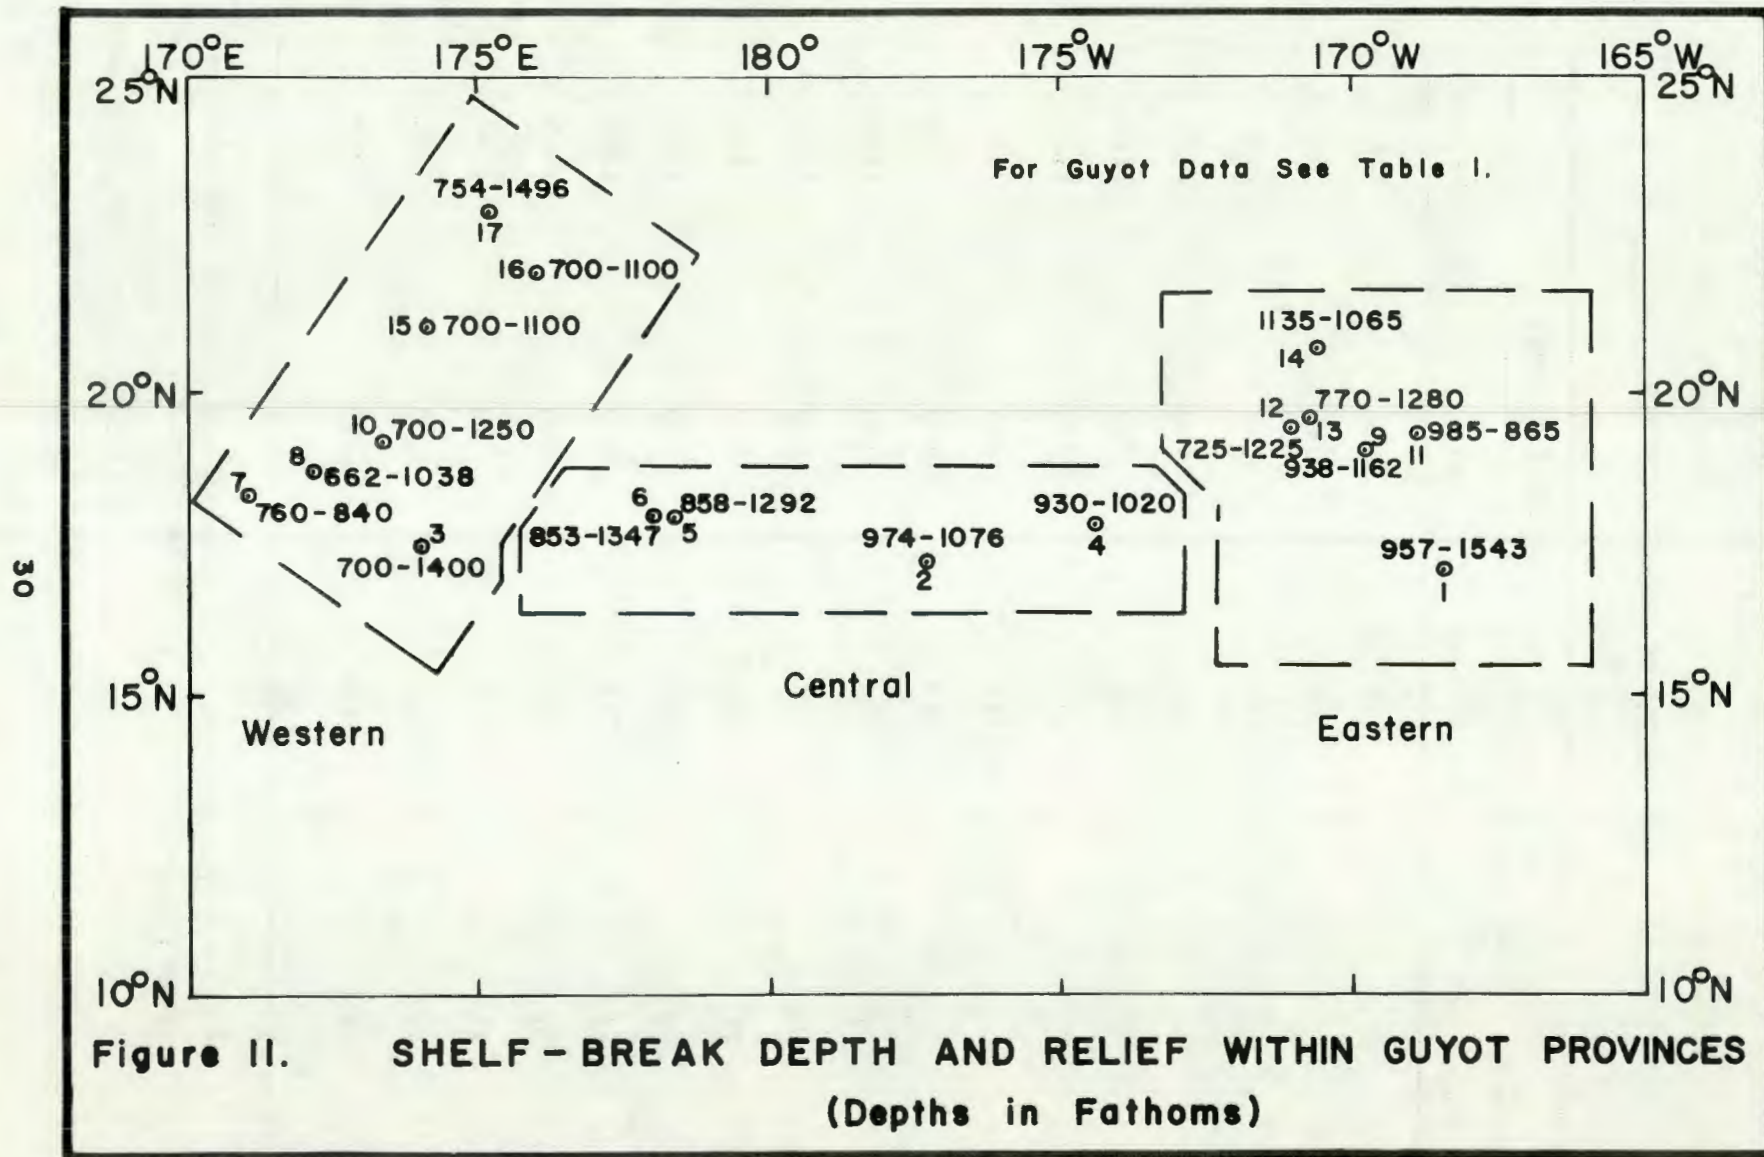 170°E 175°E 180° 175°W 170°W 165°W
25°N 25°N
For Guyot Data See Table I.
754-1496
17
16 700-1100
15 700-1100
1135-1065
14
20°N 20°N
770-1280
12
13
10 700-1250
9
985-865
11
725-1225
938-1162
8
662-1038
7
760-840
6
858-1292
930-1020
853-1347
5
974-1076
4
3
957-1543
700-1400
2
1
30
15°N 15°N
Central
Western
Eastern
10°N 10°N
Figure II. SHELF-BREAK DEPTH AND RELIEF WITHIN GUYOT PROVINCES
(Depths in Fathoms)